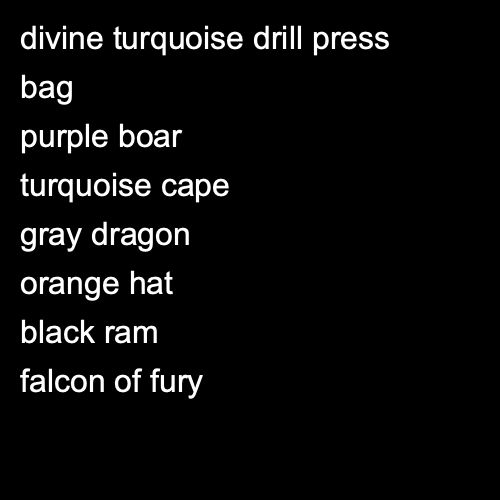 divine turquoise drill press
bag
purple boar
turquoise cape
gray dragon
orange hat
black ram
falcon of fury